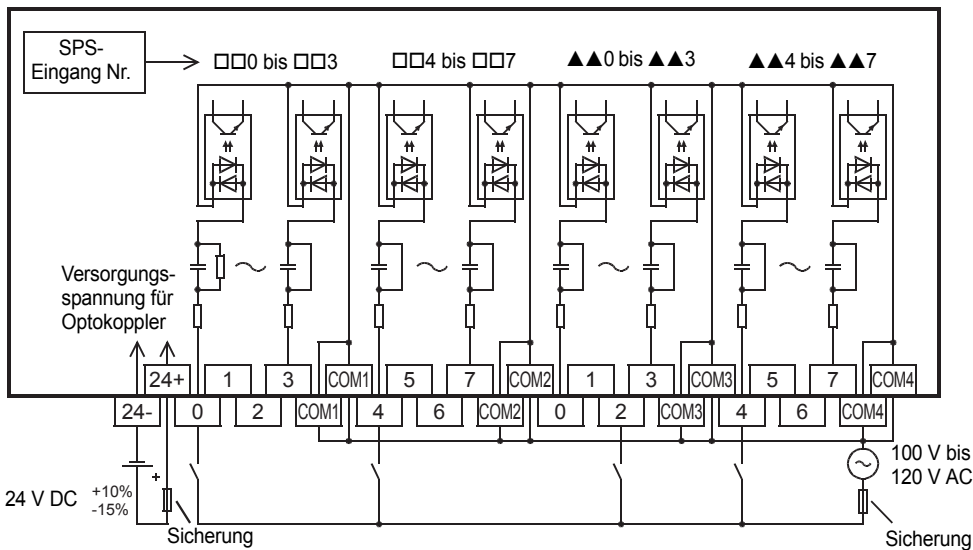 SPS-
Eingang Nr.
□□0 bis □□3
□□4 bis □□7
▲▲0 bis ▲▲3
▲▲4 bis ▲▲7
Versorgungs-
spannung für
Optokoppler
24+ 1 3 COM1 5 7 COM2 1 3 COM3 5 7 COM4
24- 0 2 COM1 4 6 COM2 0 2 COM3 4 6 COM4
+
24 V DC +10%
-15%
Sicherung
100 V bis
120 V AC
Sicherung